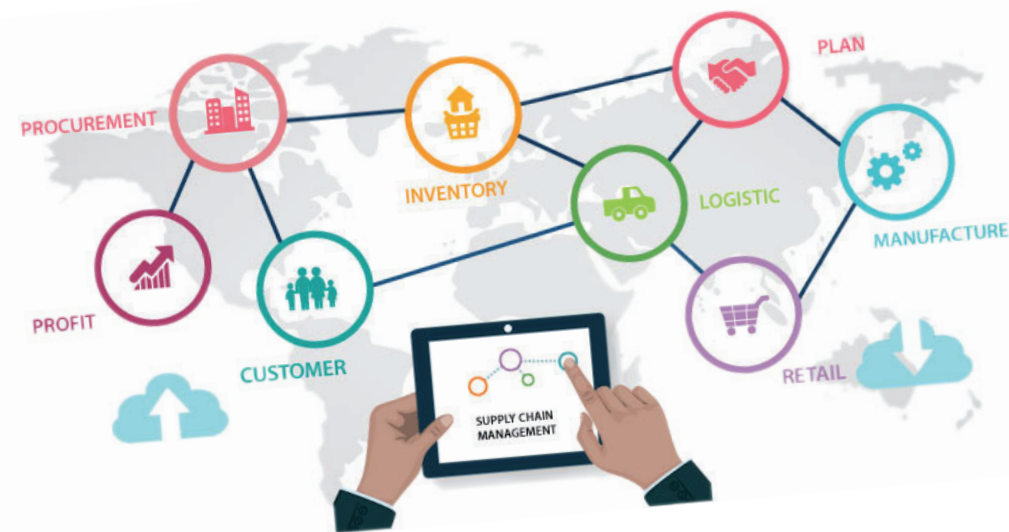 PLAN
PROCUREMENT
INVENTORY
LOGISTIC
MANUFACTURE
PROFIT
CUSTOMER
RETAIL
SUPPLY CHAIN
MANAGEMENT